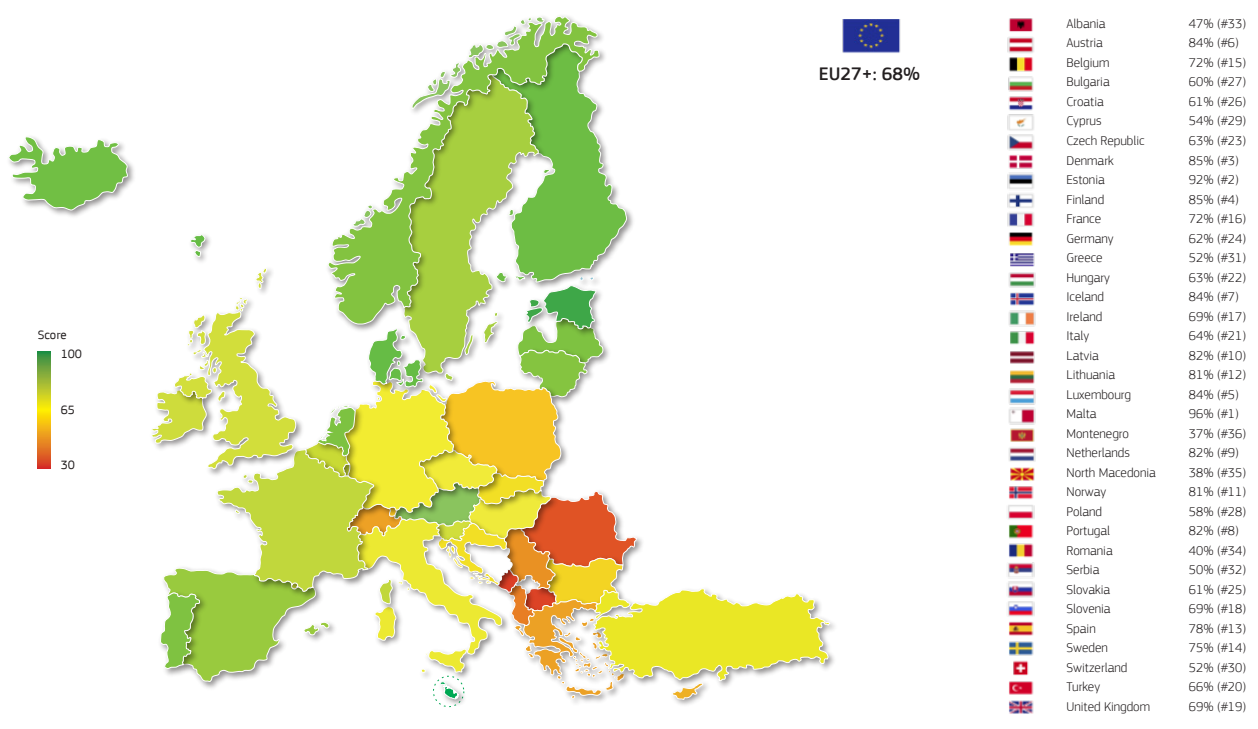 EU27+: 68%
Score
100
65
30
Albania 47% (#33)
Austria 84% (#6)
Belgium 72% (#15)
Bulgaria 60% (#27)
Croatia 61% (#26)
Cyprus 54% (#29)
Czech Republic 63% (#23)
Denmark 85% (#3)
Estonia 92% (#2)
Finland 85% (#4)
France 72% (#16)
Germany 62% (#24)
Greece 52% (#31)
Hungary 63% (#22)
Iceland 84% (#7)
Ireland 69% (#17)
Italy 64% (#21)
Latvia 82% (#10)
Lithuania 81% (#12)
Luxembourg 84% (#5)
Malta 96% (#1)
Montenegro 37% (#36)
Netherlands 82% (#9)
North Macedonia 38% (#35)
Norway 81% (#11)
Poland 58% (#28)
Portugal 82% (#8)
Romania 40% (#34)
Serbia 50% (#32)
Slovakia 61% (#25)
Slovenia 69% (#18)
Spain 78% (#13)
Sweden 75% (#14)
Switzerland 52% (#30)
Turkey 66% (#20)
United Kingdom 69% (#19)